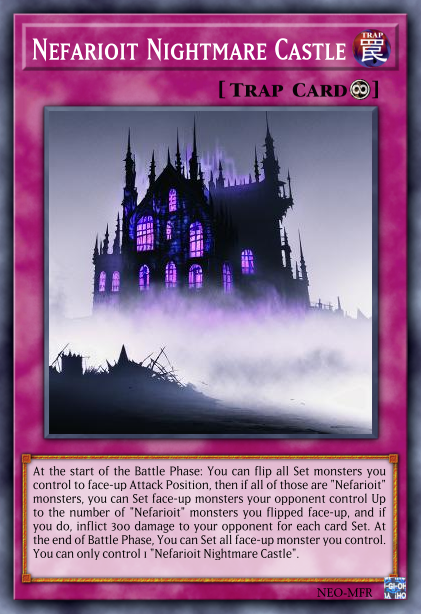 NEFARIOIT NIGHTMARE CASTLE
TRAP
罠
[TRAP CARD]
At the start of the Battle Phase: You can flip all Set monsters you
control to face-up Attack Position, then if all of those are "Nefarioit"
monsters, you can Set face-up monsters your opponent control Up
to the number of "Nefarioit" monsters you flipped face-up, and if
you do, inflict 300 damage to your opponent for each card Set. At
the end of Battle Phase, You can Set all face-up monster you control.
You can only control 1 "Nefarioit Nightmare Castle".
NEO-MFR